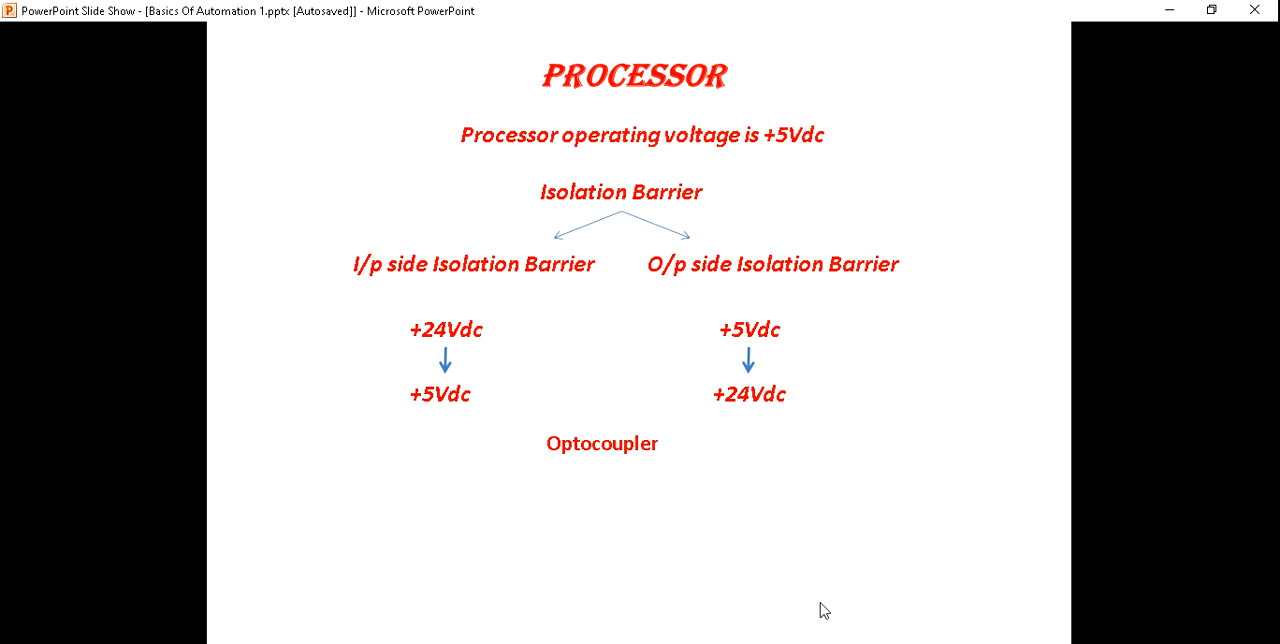 PowerPoint Slide Show - [Basics Of Automation 1.pptx [Autosaved]] - Microsoft PowerPoint
PROCESSOR
Processor operating voltage is +5Vdc
Isolation Barrier
I/p side Isolation Barrier O/p side Isolation Barrier
+24Vdc +5Vdc
+5Vdc +24Vdc
Optocoupler